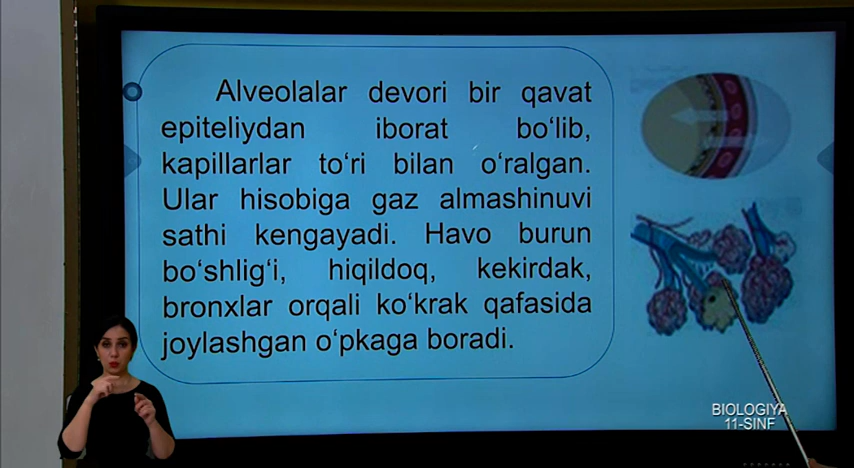 Alveolalar devori bir qavat
epiteliydan iborat bo‘lib,
kapillarlar to‘ri bilan o‘ralgan.
Ular hisobiga gaz almashinuvi
sathi kengayadi. Havo burun
bo‘shlig‘i, hiqildoq, kekirdak,
bronxlar orqali ko‘krak qafasida
joylashgan o‘pkaga boradi.
BIOLOGIYA
11-SINF